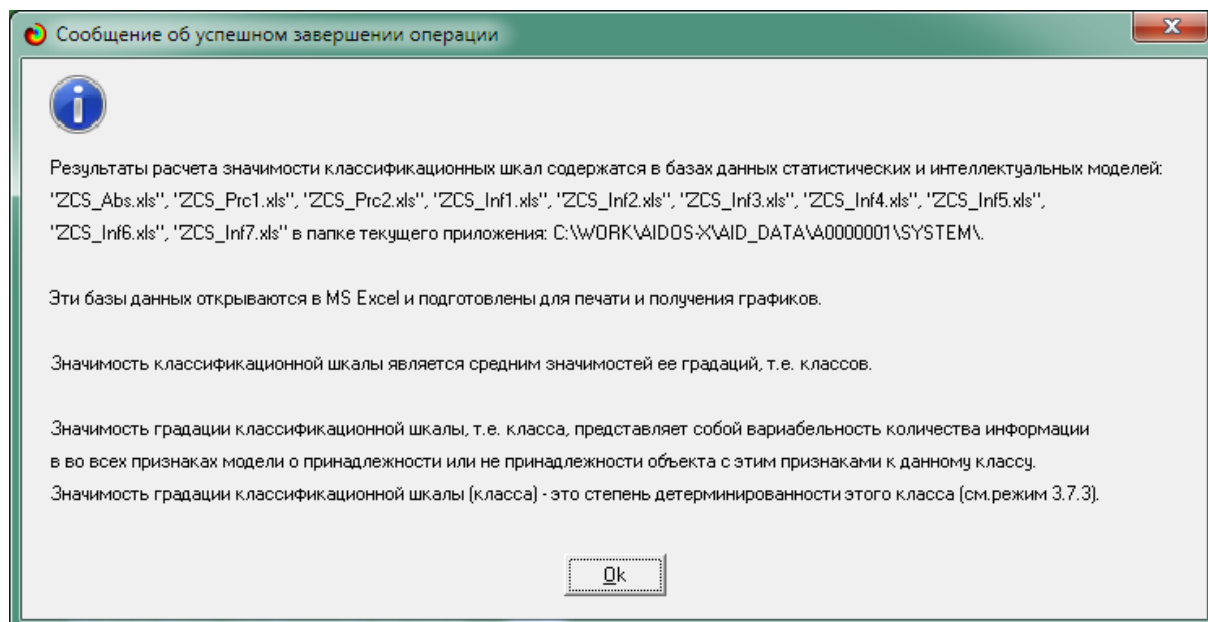 Сообщение об успешном завершении операции
Результаты расчета значимости классификационных шкал содержатся в базах данных статистических и интеллектуальных моделей:
"ZCS_Abs.xls", "ZCS_Prc1.xls", "ZCS_Prc2.xls", "ZCS_Inf1.xls", "ZCS_Inf2.xls", "ZCS_Inf3.xls", "ZCS_Inf4.xls", "ZCS_Inf5.xls",
"ZCS_Inf6.xls", "ZCS_Inf7.xls" в папке текущего приложения: C:\WORK\AIDOS-X\AID_DATA\A0000001\SYSTEM\.
Эти базы данных открываются в MS Excel и подготовлены для печати и получения графиков.
Значимость классификационной шкалы является средним значимостей ее градаций, т.е. классов.
Значимость градации классификационной шкалы, т.е. класса, представляет собой вариабельность количества информации
в во всех признаках модели о принадлежности или не принадлежности объекта с этим признаками к данному классу.
Значимость градации классификационной шкалы (класса) - это степень детерминированности этого класса (см.режим 3.7.3).
Ok